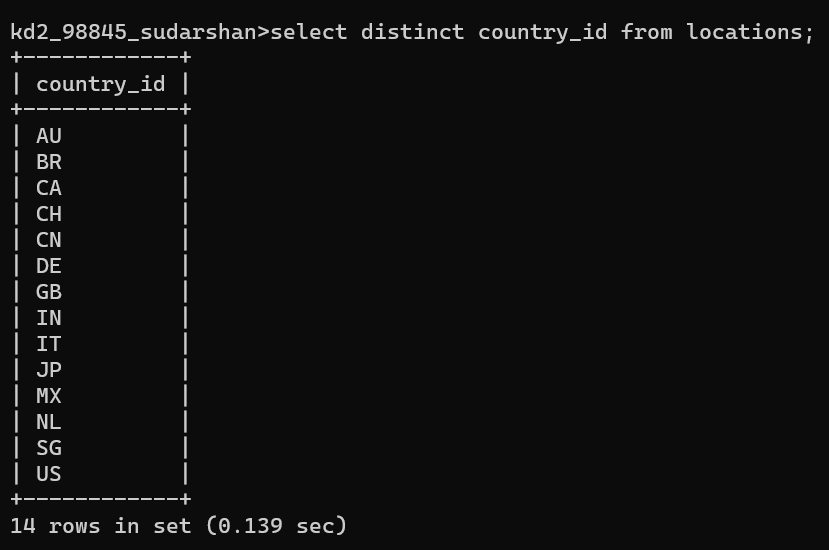 kd2_98845_sudarshan>select distinct country_id from locations;
+------------+
| country_id |
+------------+
| AU         |
| BR         |
| CA         |
| CH         |
| CN         |
| DE         |
| GB         |
| IN         |
| IT         |
| JP         |
| MX         |
| NL         |
| SG         |
| US         |
+------------+
14 rows in set (0.139 sec)